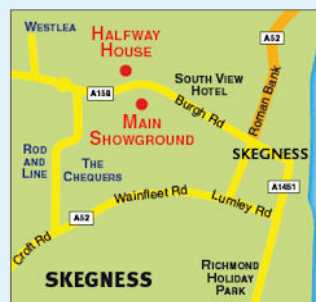 WESTLEA
HALFWAY
HOUSE
A52
A158
SOUTH VIEW
HOTEL
Burgh Rd
Roman Bank
MAIN
SHOWGROUND
SKEGNESS
ROD
AND
LINE
THE
CHEQUERS
A1451
Wainfleet Rd
Lumley Rd
A52
Croft Rd
SKEGNESS
RICHMOND
HOLIDAY
PARK